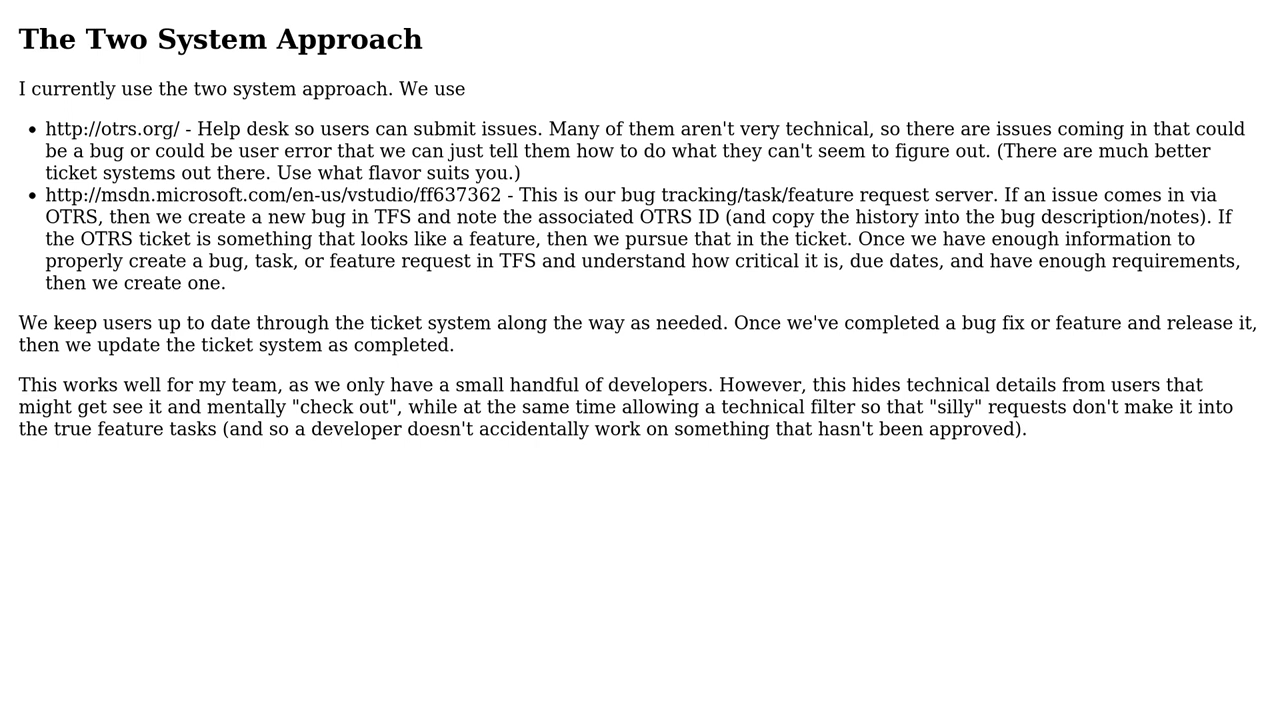 The Two System Approach
I currently use the two system approach. We use
• http://otrs.org/ - Help desk so users can submit issues. Many of them aren't very technical, so there are issues coming in that could
be a bug or could be user error that we can just tell them how to do what they can't seem to figure out. (There are much better
ticket systems out there. Use what flavor suits you.)
• http://msdn.microsoft.com/en-us/vstudio/ff637362 - This is our bug tracking/task/feature request server. If an issue comes in via
OTRS, then we create a new bug in TFS and note the associated OTRS ID (and copy the history into the bug description/notes). If
the OTRS ticket is something that looks like a feature, then we pursue that in the ticket. Once we have enough information to
properly create a bug, task, or feature request in TFS and understand how critical it is, due dates, and have enough requirements,
then we create one.
We keep users up to date through the ticket system along the way as needed. Once we've completed a bug fix or feature and release it,
then we update the ticket system as completed.
This works well for my team, as we only have a small handful of developers. However, this hides technical details from users that
might get see it and mentally "check out", while at the same time allowing a technical filter so that "silly" requests don't make it into
the true feature tasks (and so a developer doesn't accidentally work on something that hasn't been approved).